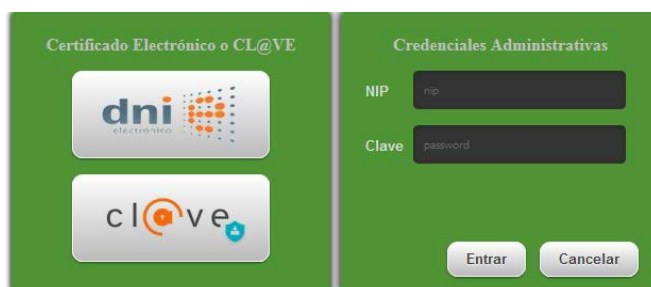 Certificado Electrónico o CL@VE
dni
electrónico
cl@ve
Credenciales Administrativas
NIP
nip
Clave
password
Entrar
Cancelar